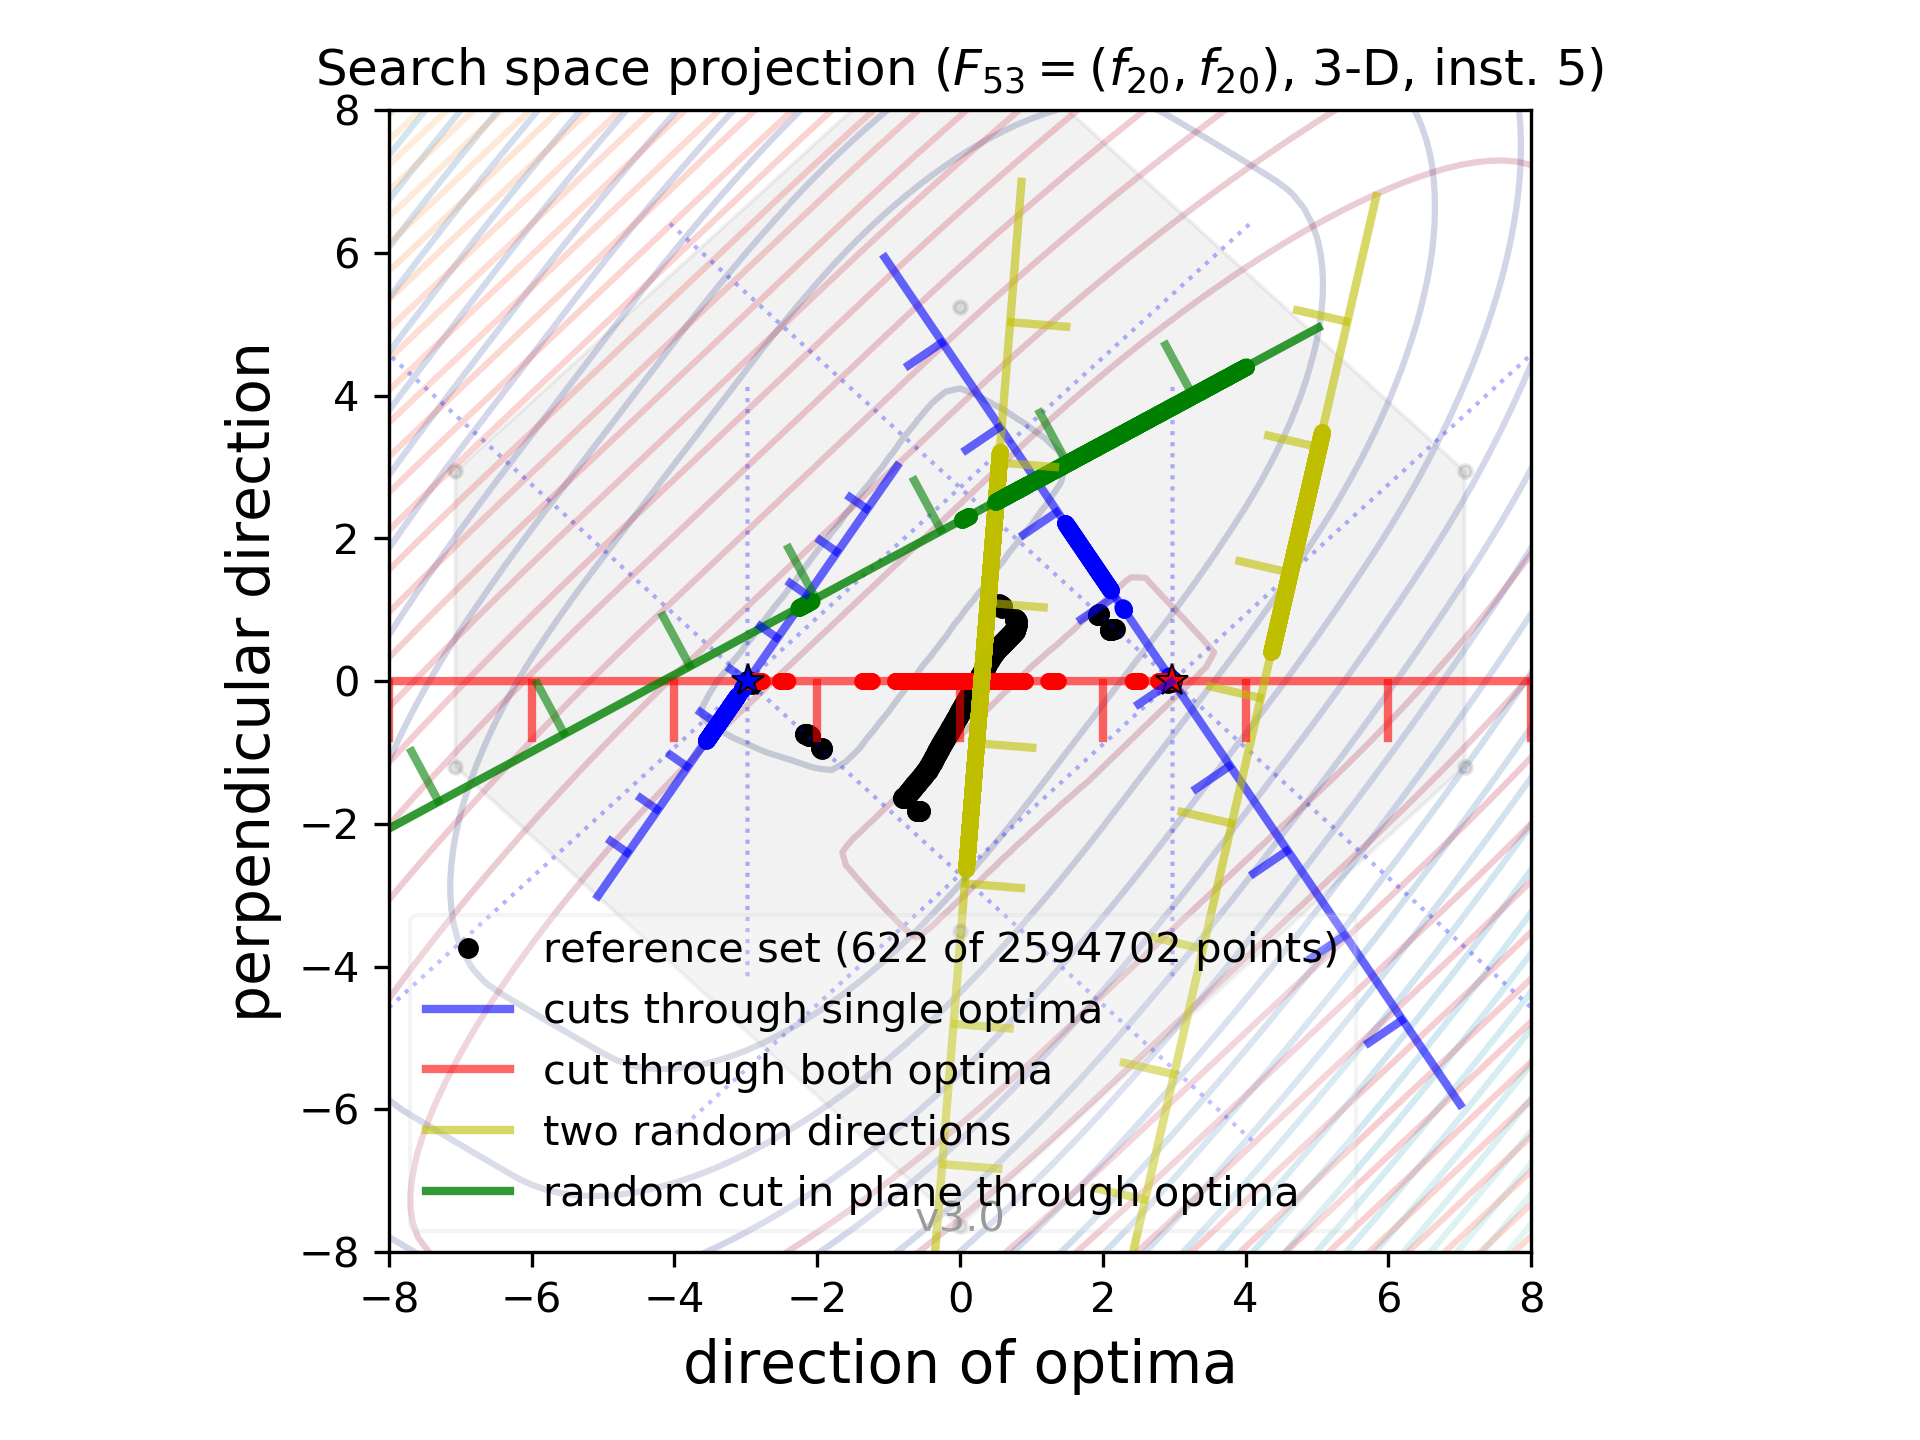 Search space projection (F₅₃ = (f₂₀, f₂₀), 3-D, inst. 5)
8
6
4
2
0
−2
−4
−6
−8
perpendicular direction
reference set (622 of 2594702 points)
cuts through single optima
cut through both optima
two random directions
random cut in plane through optima
v3.0
−8 −6 −4 −2 0 2 4 6 8
direction of optima